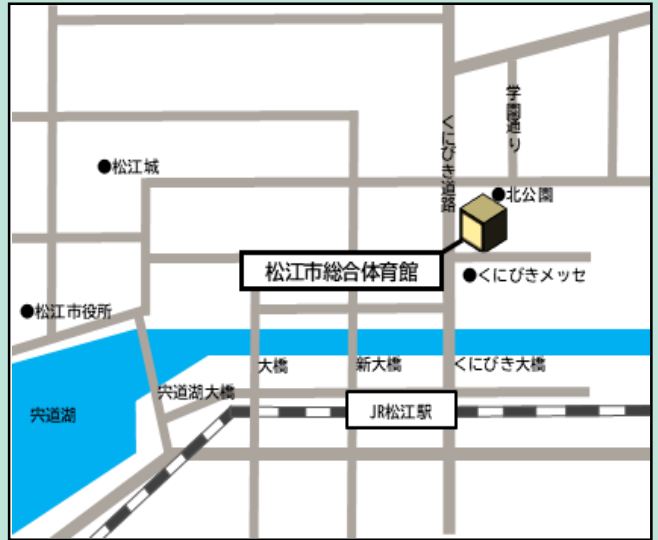 学園通り
くにびき道路
●松江城
●北公園
松江市総合体育館
●くにびきメッセ
●松江市役所
大橋
新大橋
くにびき大橋
宍道湖大橋
宍道湖
JR松江駅